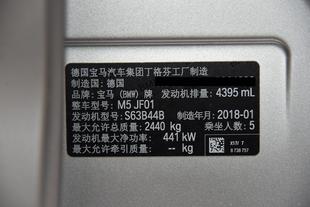 德国宝马汽车集团丁格芬工厂制造
制造国：德国
宝马 (BMW) 牌 发动机排量：4395 mL
整车型号：M5 JF01
发动机型号：S63B44B 制造年月：2018-01
最大允许总质量：2440 kg 乘坐人数：5
发动机最大净功率：441 kW
最大允许牵引质量：-- kg